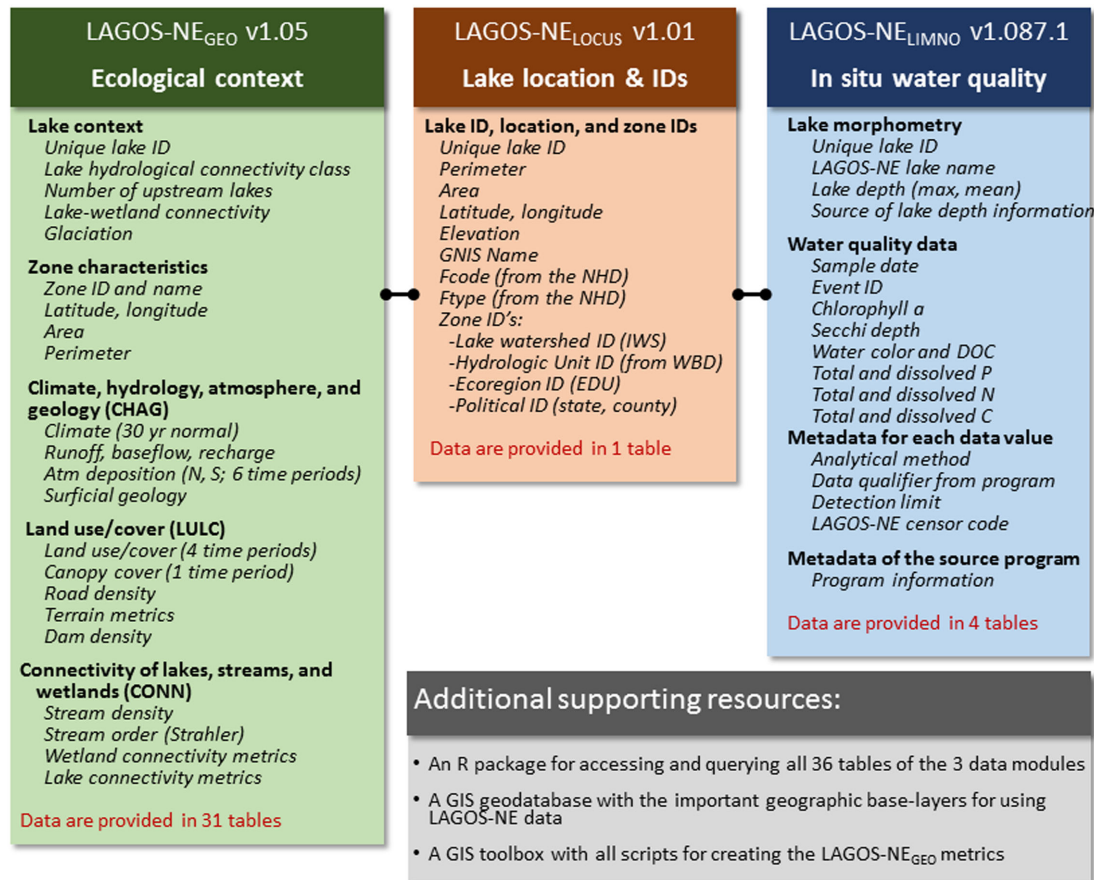 LAGOS-NEGEO v1.05
Ecological context
Lake context
Unique lake ID
Lake hydrological connectivity class
Number of upstream lakes
Lake-wetland connectivity
Glaciation
Zone characteristics
Zone ID and name
Latitude, longitude
Area
Perimeter
Climate, hydrology, atmosphere, and
geology (CHAG)
Climate (30 yr normal)
Runoff, baseflow, recharge
Atm deposition (N, S; 6 time periods)
Surficial geology
Land use/cover (LULC)
Land use/cover (4 time periods)
Canopy cover (1 time period)
Road density
Terrain metrics
Dam density
Connectivity of lakes, streams, and
wetlands (CONN)
Stream density
Stream order (Strahler)
Wetland connectivity metrics
Lake connectivity metrics
Data are provided in 31 tables
LAGOS-NELOCUS v1.01
Lake location & IDs
Lake ID, location, and zone IDs
Unique lake ID
Perimeter
Area
Latitude, longitude
Elevation
GNIS Name
Fcode (from the NHD)
Ftype (from the NHD)
Zone ID's:
-Lake watershed ID (IWS)
-Hydrologic Unit ID (from WBD)
-Ecoregion ID (EDU)
-Political ID (state, county)
Data are provided in 1 table
LAGOS-NELIMNO v1.087.1
In situ water quality
Lake morphometry
Unique lake ID
LAGOS-NE lake name
Lake depth (max, mean)
Source of lake depth information
Water quality data
Sample date
Event ID
Chlorophyll a
Secchi depth
Water color and DOC
Total and dissolved P
Total and dissolved N
Total and dissolved C
Metadata for each data value
Analytical method
Data qualifier from program
Detection limit
LAGOS-NE censor code
Metadata of the source program
Program information
Data are provided in 4 tables
Additional supporting resources:
• An R package for accessing and querying all 36 tables of the 3 data modules
• A GIS geodatabase with the important geographic base-layers for using
LAGOS-NE data
• A GIS toolbox with all scripts for creating the LAGOS-NEGEO metrics